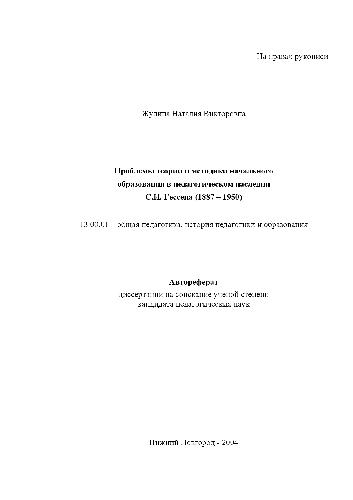 На правах рукописи
Жулина Наталия Викторовна
Проблемы теории и методики начального
образования в педагогическом наследии
С.И. Гессена (1887 – 1950)
13.00.01 – общая педагогика, история педагогики и образования
Автореферат
диссертации на соискание ученой степени
кандидата педагогических наук
Нижний Новгород - 2004